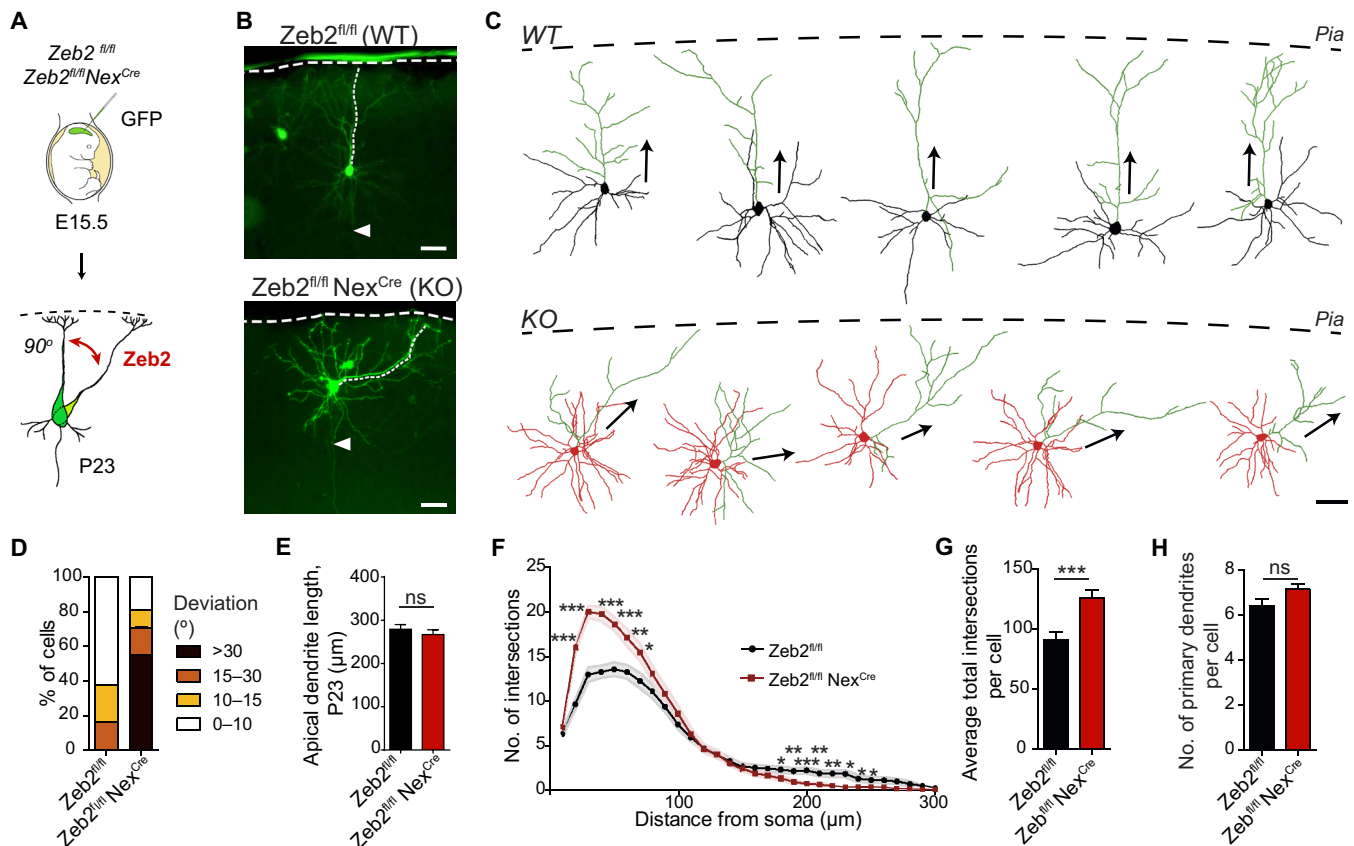 A
Zeb2 fl/fl
Zeb2fl/flNexCre
GFP
E15.5
90o
Zeb2
P23
B
Zeb2fl/fl (WT)
Zeb2fl/fl NexCre (KO)
C
WT
Pia
KO
Pia
D
% of cells
100
80
60
40
20
0
Zeb2fl/fl
Zeb2fl/fl NexCre
Deviation
(º)
>30
15–30
10–15
0–10
E
Apical dendrite length,
P23 (µm)
400
300
200
100
0
ns
Zeb2fl/fl
Zeb2fl/fl NexCre
F
No. of intersections
25
20
15
10
5
0
***
***
***
***
**
*
Zeb2fl/fl
Zeb2fl/fl NexCre
** **
* *** ** * * *
100
200
300
Distance from soma (µm)
G
Average total intersections
per cell
150
100
50
0
***
Zeb2fl/fl
Zebfl/fl NexCre
H
No. of primary dendrites
per cell
8
6
4
2
0
ns
Zeb2fl/fl
Zebfl/fl NexCre